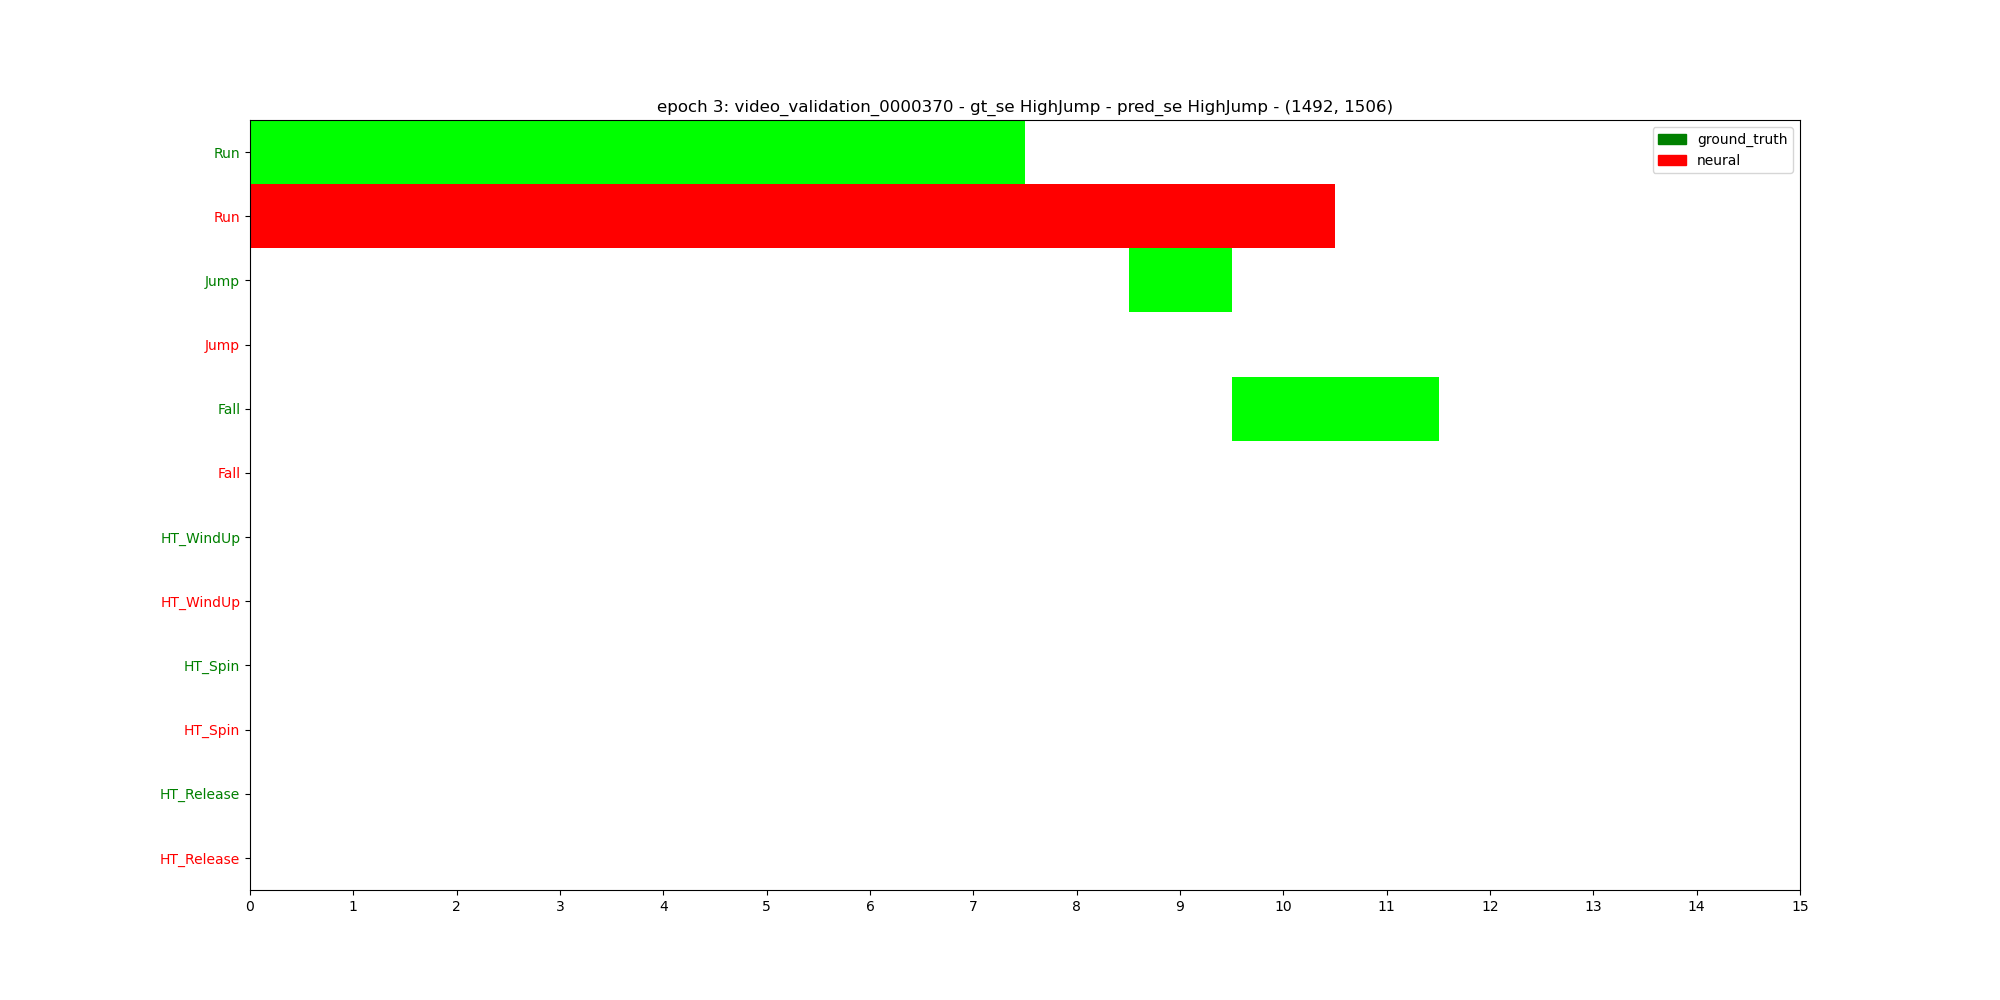 epoch 3: video_validation_0000370 - gt_se HighJump - pred_se HighJump - (1492, 1506)
ground_truth
neural
Run
Run
Jump
Jump
Fall
Fall
HT_WindUp
HT_WindUp
HT_Spin
HT_Spin
HT_Release
HT_Release
0 1 2 3 4 5 6 7 8 9 10 11 12 13 14 15